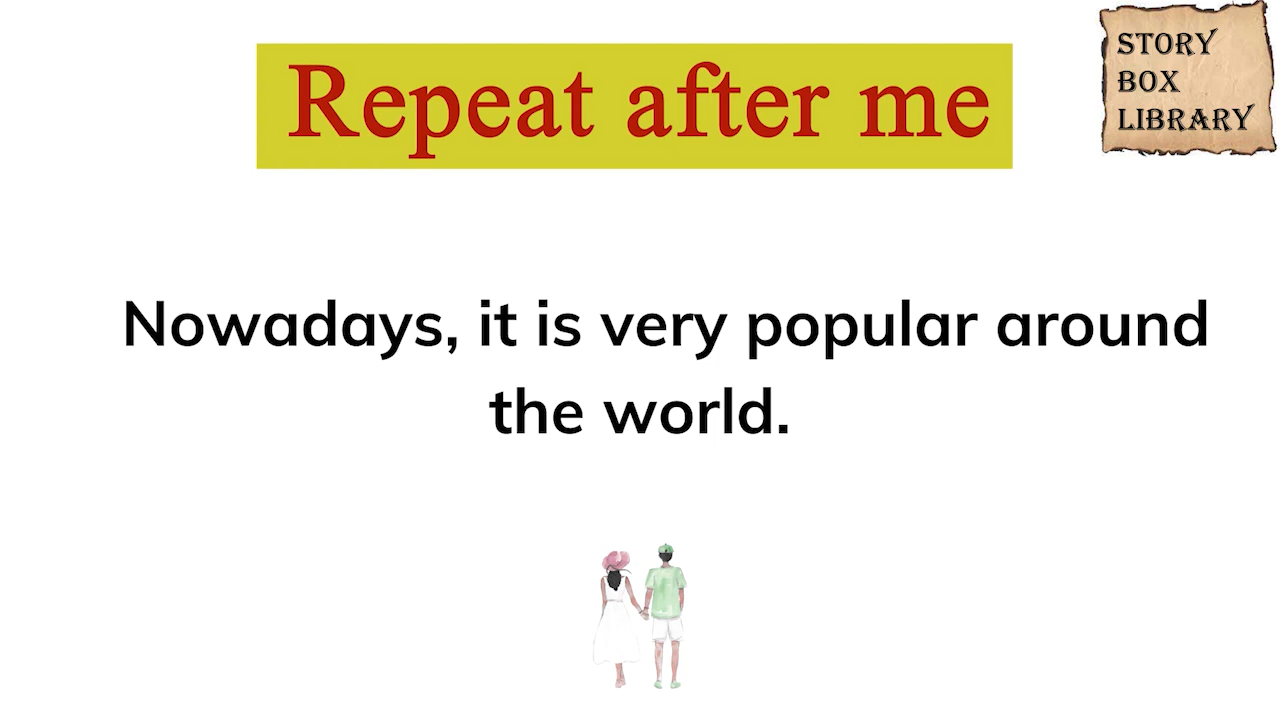 Repeat after me
STORY
BOX
LIBRARY
Nowadays, it is very popular around
the world.